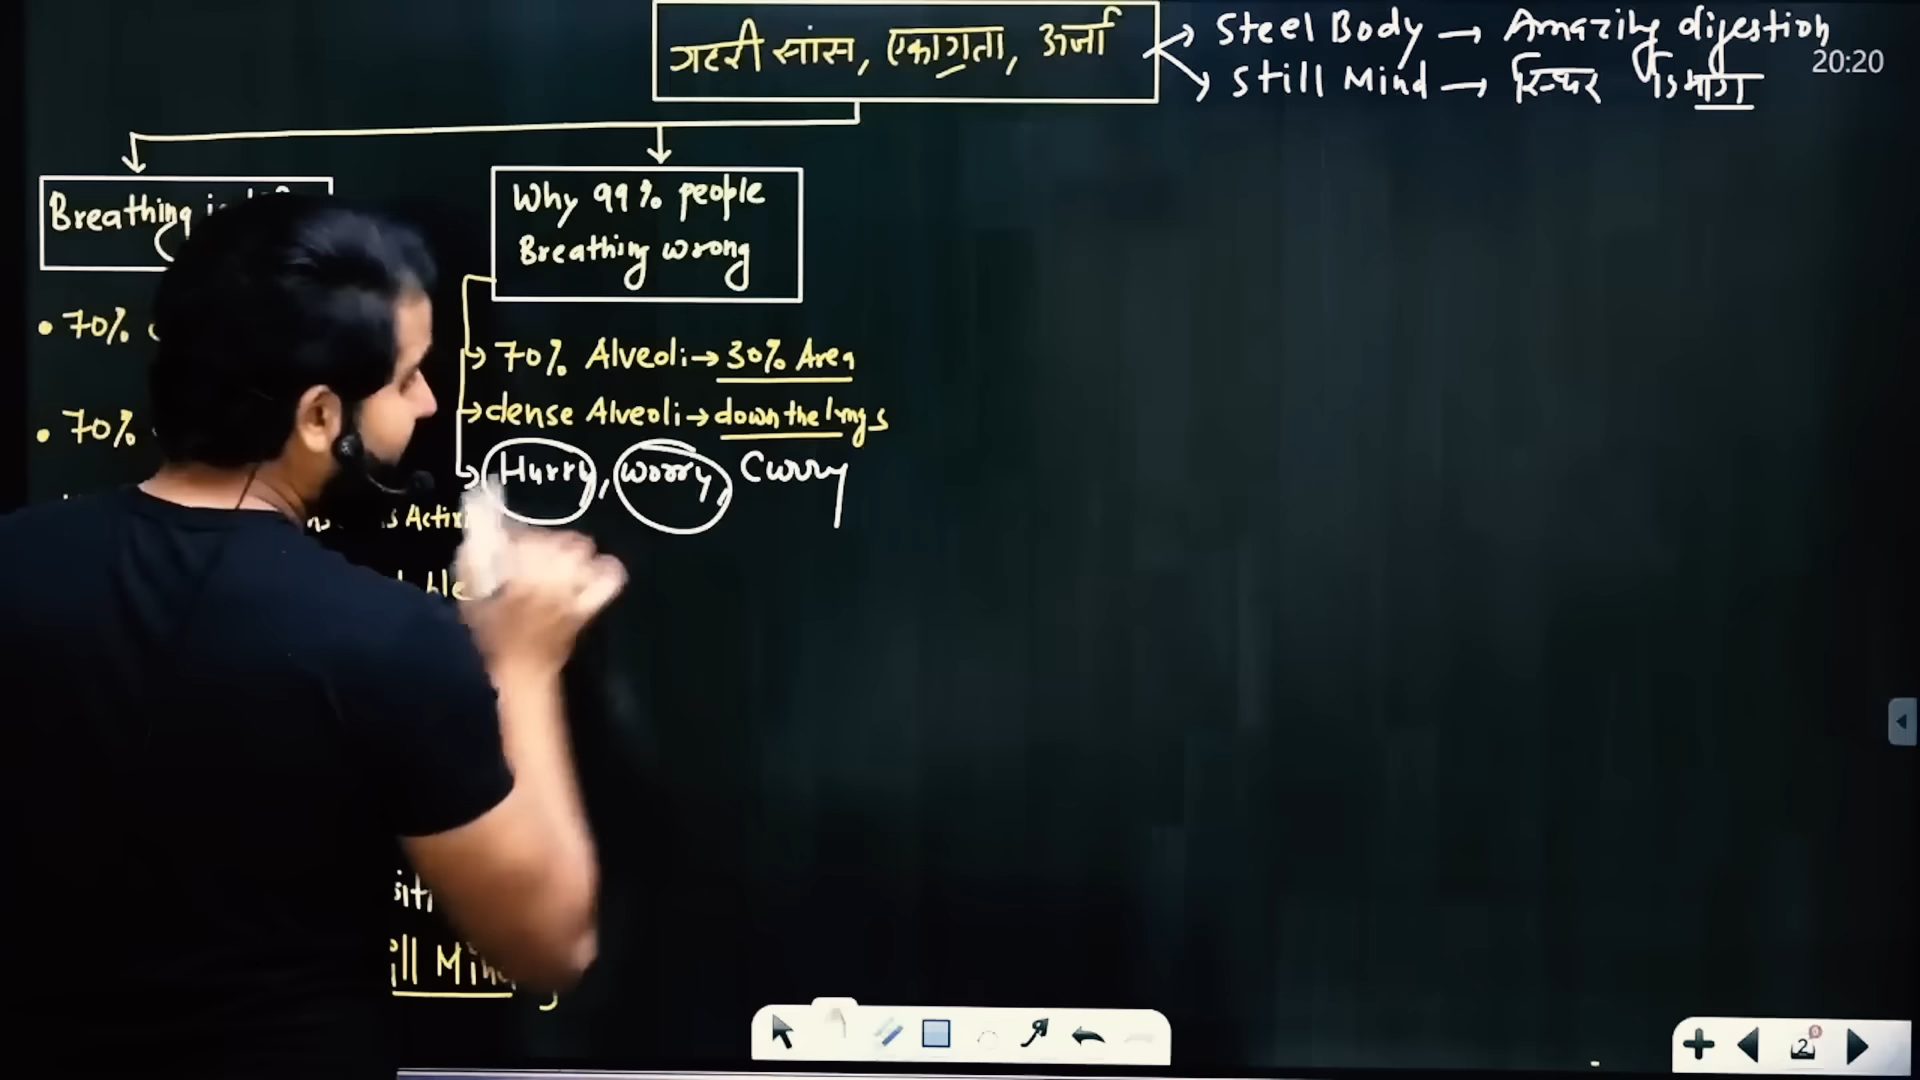 गहरी सांस, एकाग्रता, ऊर्जा
Steel Body → Amazing digestion
Still Mind → स्थिर दिमाग
20:20
Breathing
Why 99% people
Breathing wrong
• 70%
• 70%
→ 70% Alveoli → 30% Area
→ dense Alveoli → down the lungs
→ Hurry, worry, Curry
2